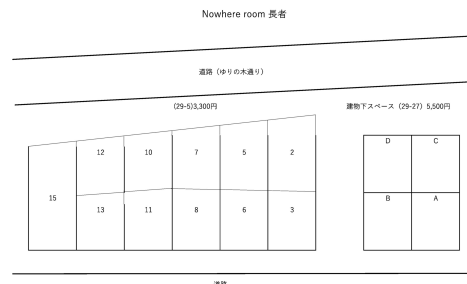 Nowhere room 長者
道路（ゆりの木通り）
(29-5)3,300円
建物下スペース（29-27）5,500円
12 10 7 5 2
D C
15
13 11 8 6 3
B A
道路